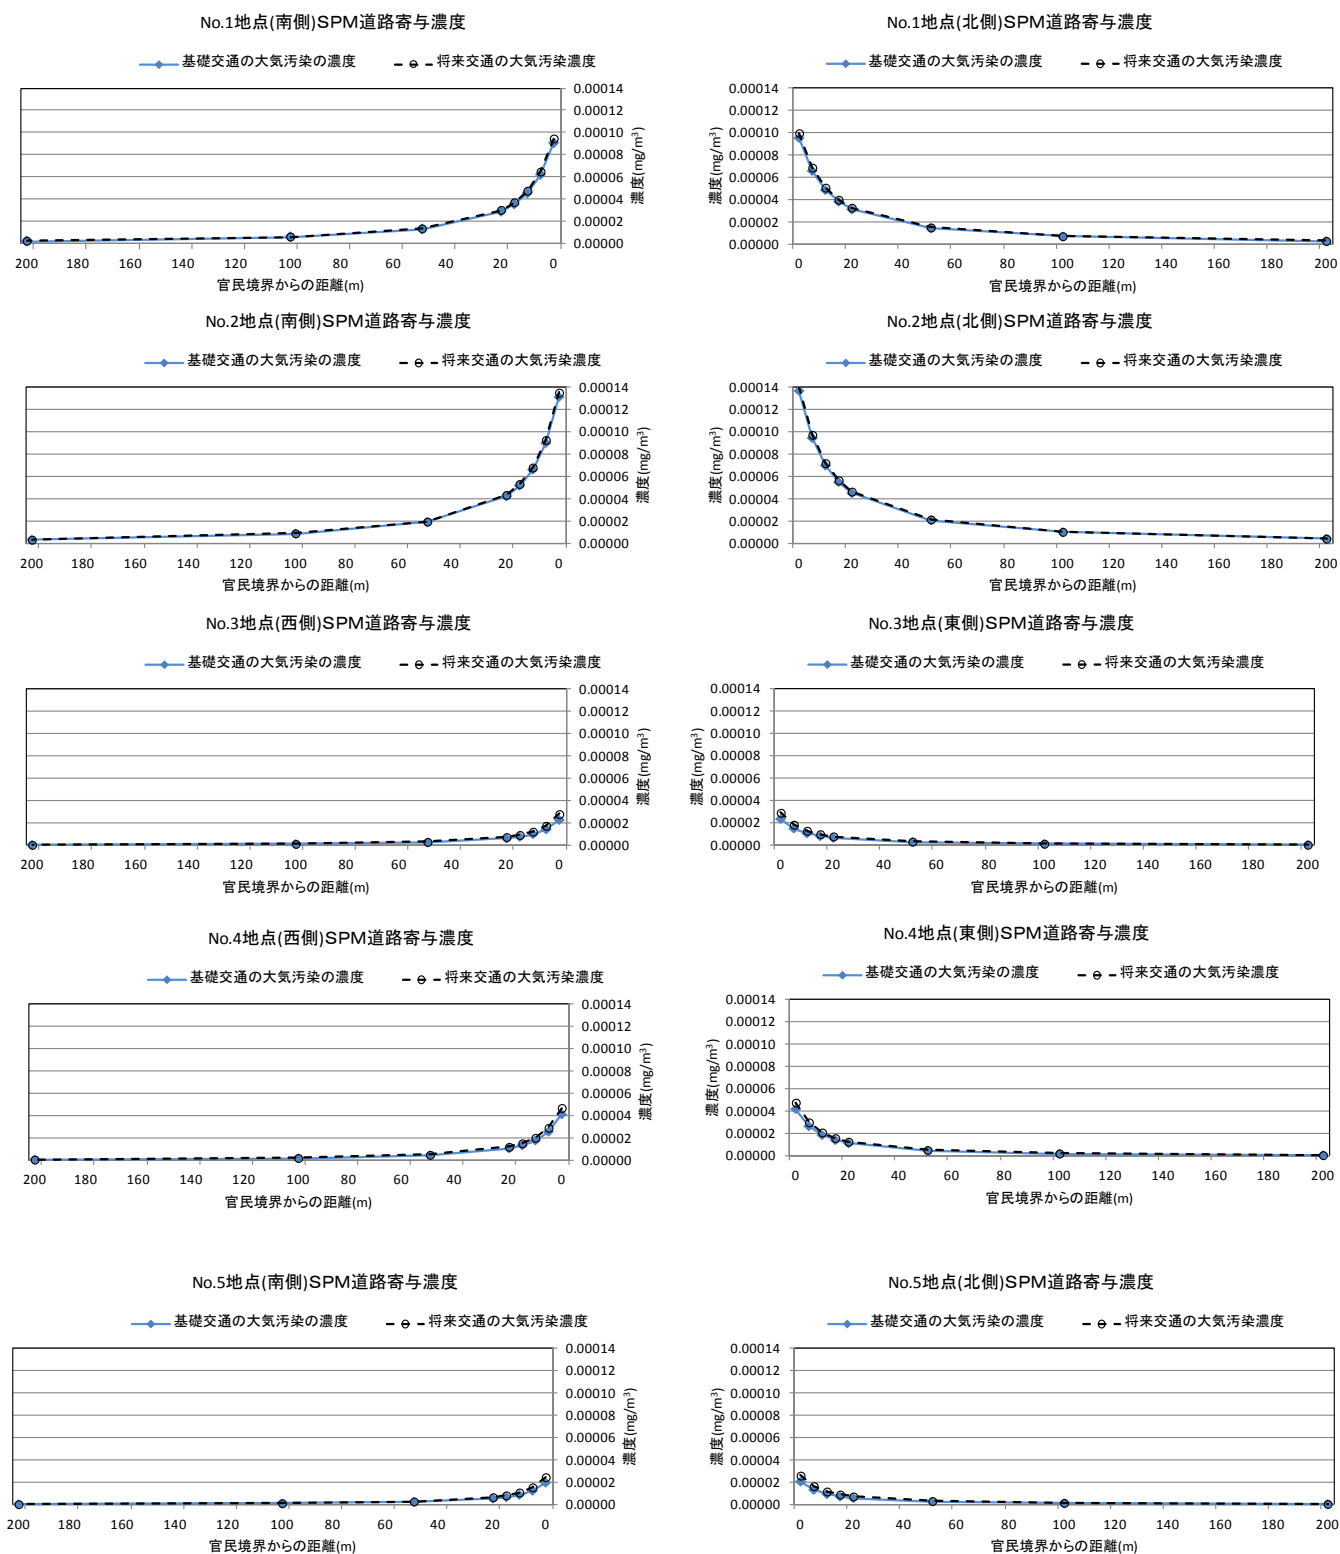 No.1地点(南側)SPM道路寄与濃度
基礎交通の大気汚染の濃度 将来交通の大気汚染濃度
0.00014
0.00012
0.00010
0.00008
0.00006
0.00004
0.00002
0.00000
濃度(mg/m³)
200 180 160 140 120 100 80 60 40 20 0
官民境界からの距離(m)
No.1地点(北側)SPM道路寄与濃度
基礎交通の大気汚染の濃度 将来交通の大気汚染濃度
0.00014
0.00012
0.00010
0.00008
0.00006
0.00004
0.00002
0.00000
濃度(mg/m³)
0 20 40 60 80 100 120 140 160 180 200
官民境界からの距離(m)
No.2地点(南側)SPM道路寄与濃度
基礎交通の大気汚染の濃度 将来交通の大気汚染濃度
0.00014
0.00012
0.00010
0.00008
0.00006
0.00004
0.00002
0.00000
濃度(mg/m³)
200 180 160 140 120 100 80 60 40 20 0
官民境界からの距離(m)
No.2地点(北側)SPM道路寄与濃度
基礎交通の大気汚染の濃度 将来交通の大気汚染濃度
0.00014
0.00012
0.00010
0.00008
0.00006
0.00004
0.00002
0.00000
濃度(mg/m³)
0 20 40 60 80 100 120 140 160 180 200
官民境界からの距離(m)
No.3地点(西側)SPM道路寄与濃度
基礎交通の大気汚染の濃度 将来交通の大気汚染濃度
0.00014
0.00012
0.00010
0.00008
0.00006
0.00004
0.00002
0.00000
濃度(mg/m³)
200 180 160 140 120 100 80 60 40 20 0
官民境界からの距離(m)
No.3地点(東側)SPM道路寄与濃度
基礎交通の大気汚染の濃度 将来交通の大気汚染濃度
0.00014
0.00012
0.00010
0.00008
0.00006
0.00004
0.00002
0.00000
濃度(mg/m³)
0 20 40 60 80 100 120 140 160 180 200
官民境界からの距離(m)
No.4地点(西側)SPM道路寄与濃度
基礎交通の大気汚染の濃度 将来交通の大気汚染濃度
0.00014
0.00012
0.00010
0.00008
0.00006
0.00004
0.00002
0.00000
濃度(mg/m³)
200 180 160 140 120 100 80 60 40 20 0
官民境界からの距離(m)
No.4地点(東側)SPM道路寄与濃度
基礎交通の大気汚染の濃度 将来交通の大気汚染濃度
0.00014
0.00012
0.00010
0.00008
0.00006
0.00004
0.00002
0.00000
濃度(mg/m³)
0 20 40 60 80 100 120 140 160 180 200
官民境界からの距離(m)
No.5地点(南側)SPM道路寄与濃度
基礎交通の大気汚染の濃度 将来交通の大気汚染濃度
0.00014
0.00012
0.00010
0.00008
0.00006
0.00004
0.00002
0.00000
濃度(mg/m³)
200 180 160 140 120 100 80 60 40 20 0
官民境界からの距離(m)
No.5地点(北側)SPM道路寄与濃度
基礎交通の大気汚染の濃度 将来交通の大気汚染濃度
0.00014
0.00012
0.00010
0.00008
0.00006
0.00004
0.00002
0.00000
濃度(mg/m³)
0 20 40 60 80 100 120 140 160 180 200
官民境界からの距離(m)